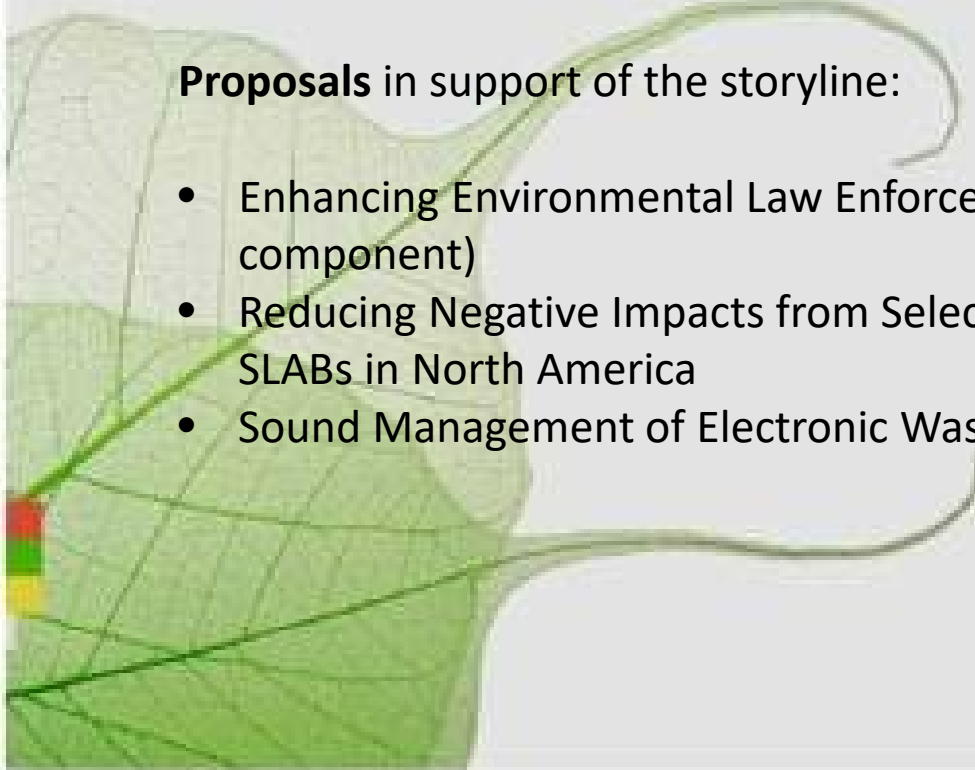 Proposals in support of the storyline:
• Enhancing Environmental Law Enforce
component)
• Reducing Negative Impacts from Selec
SLABs in North America
• Sound Management of Electronic Was